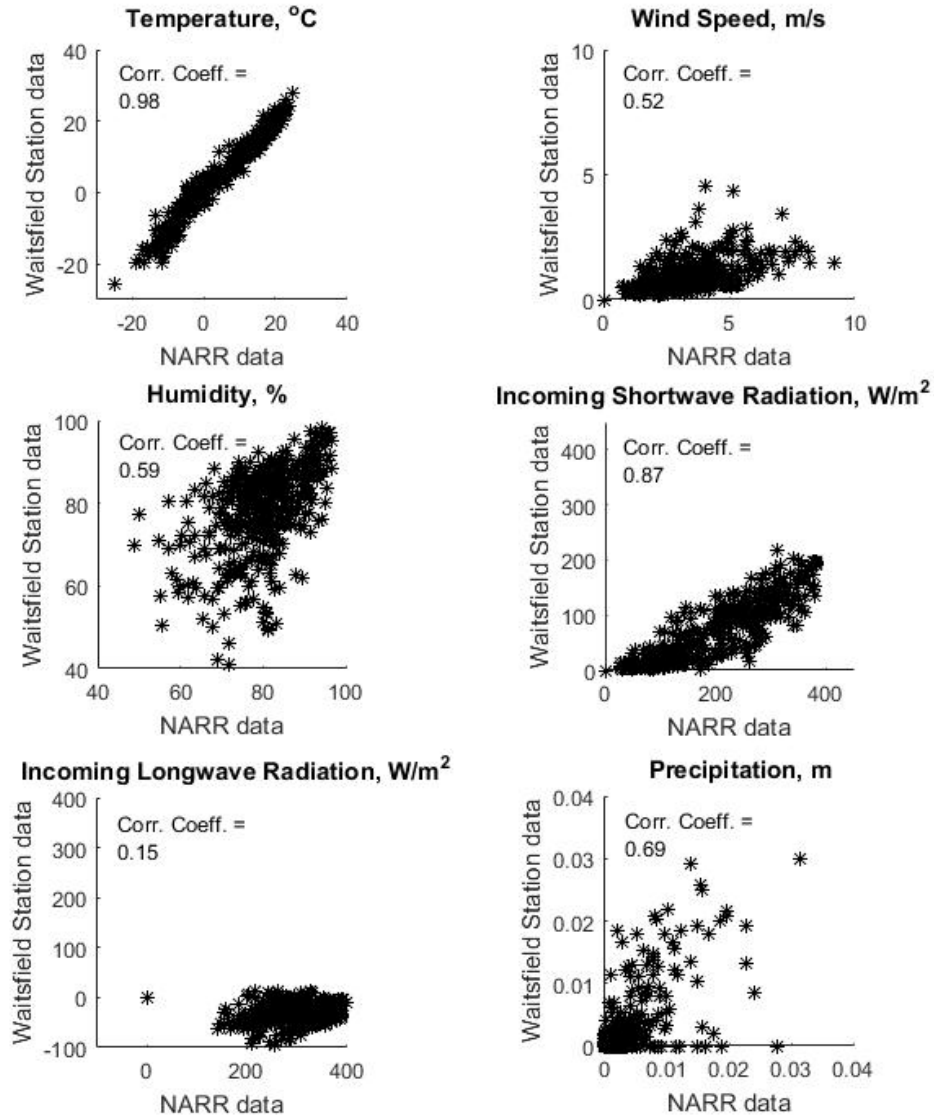 Temperature, °C
Waitsfield Station data
40
20
0
-20
Corr. Coeff. =
0.98
-20 0 20 40
NARR data
Wind Speed, m/s
Waitsfield Station data
10
5
0
Corr. Coeff. =
0.52
0 5 10
NARR data
Humidity, %
Waitsfield Station data
100
80
60
40
Corr. Coeff. =
0.59
40 60 80 100
NARR data
Incoming Shortwave Radiation, W/m²
Waitsfield Station data
400
300
200
100
0
Corr. Coeff. =
0.87
0 200 400
NARR data
Incoming Longwave Radiation, W/m²
Waitsfield Station data
400
300
200
100
0
-100
Corr. Coeff. =
0.15
0 200 400
NARR data
Precipitation, m
Waitsfield Station data
0.04
0.03
0.02
0.01
0
Corr. Coeff. =
0.69
0 0.01 0.02 0.03 0.04
NARR data